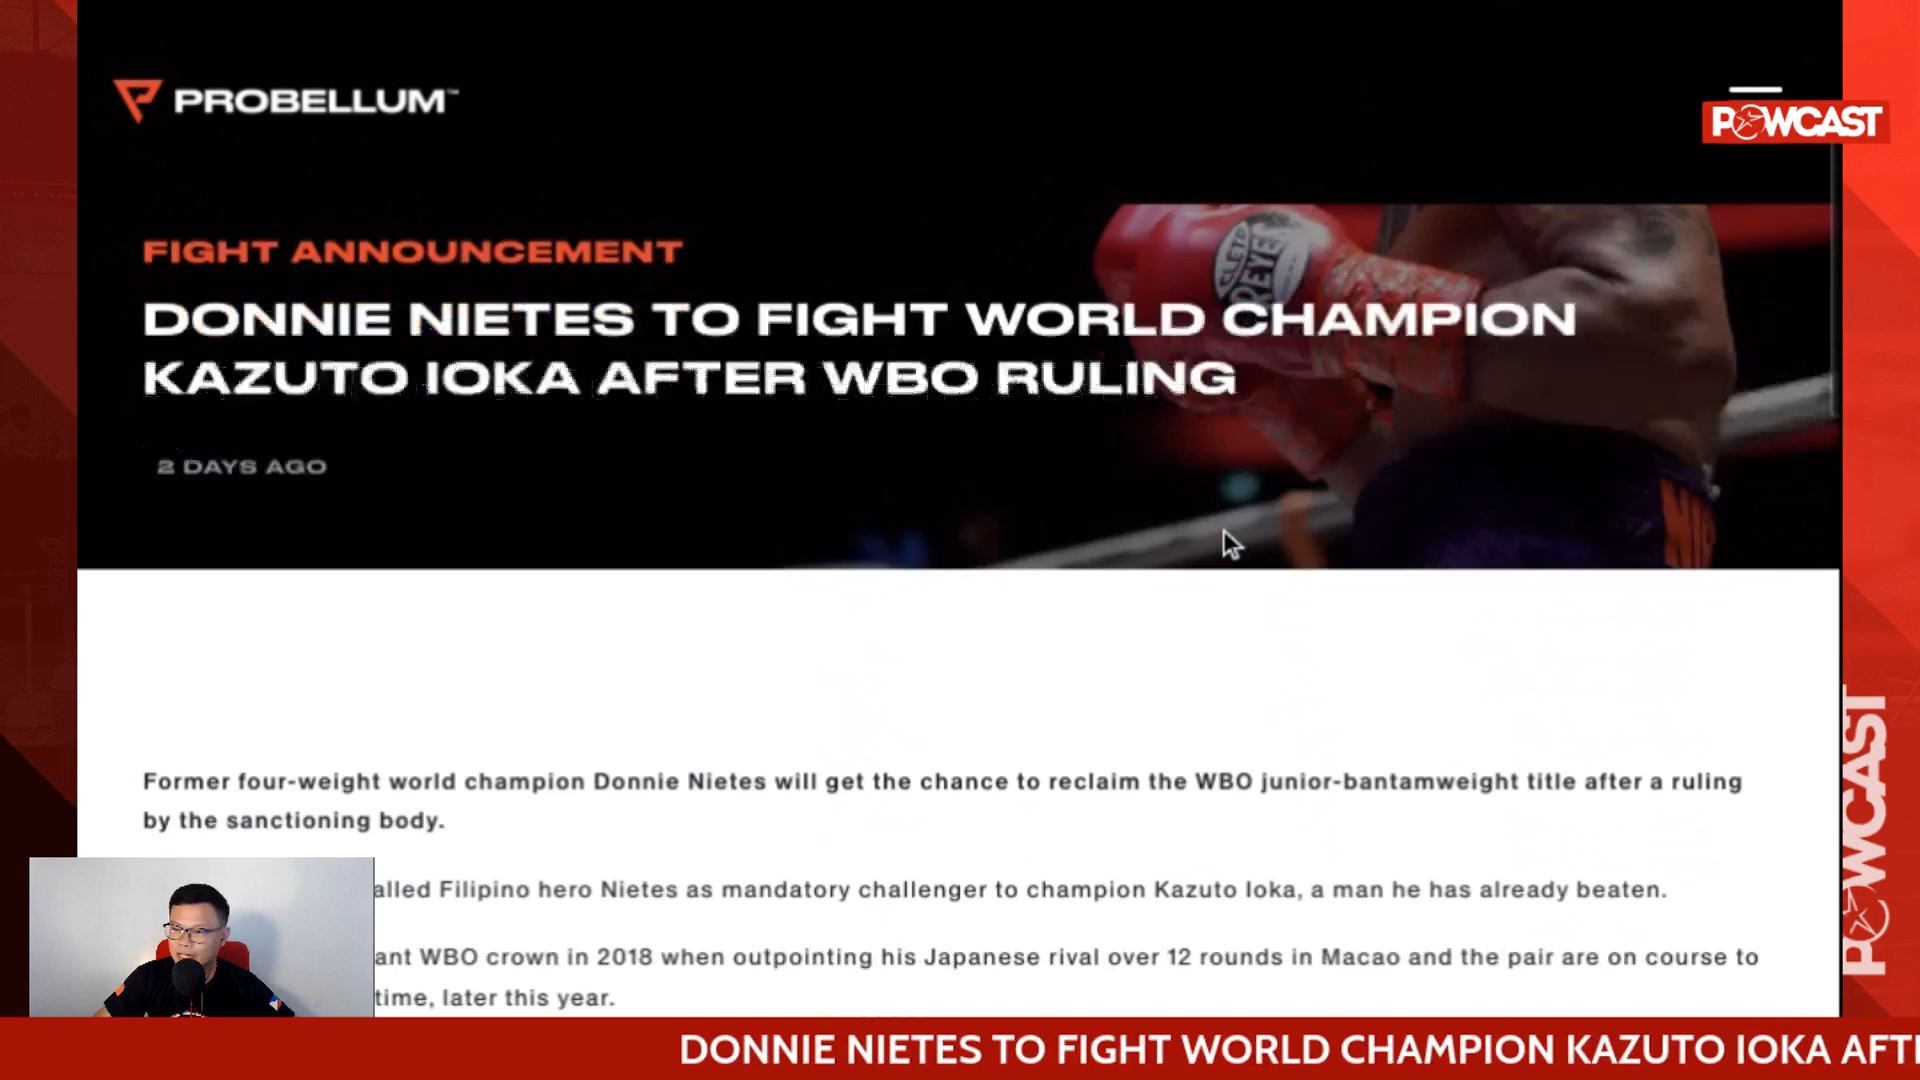 PROBELLUM™
POWCAST
FIGHT ANNOUNCEMENT
CLETO
REYES
DONNIE NIETES TO FIGHT WORLD CHAMPION
KAZUTO IOKA AFTER WBO RULING
2 DAYS AGO
Former four-weight world champion Donnie Nietes will get the chance to reclaim the WBO junior-bantamweight title after a ruling
by the sanctioning body.
alled Filipino hero Nietes as mandatory challenger to champion Kazuto Ioka, a man he has already beaten.
ant WBO crown in 2018 when outpointing his Japanese rival over 12 rounds in Macao and the pair are on course to
time, later this year.
POWCAST
DONNIE NIETES TO FIGHT WORLD CHAMPION KAZUTO IOKA AFT